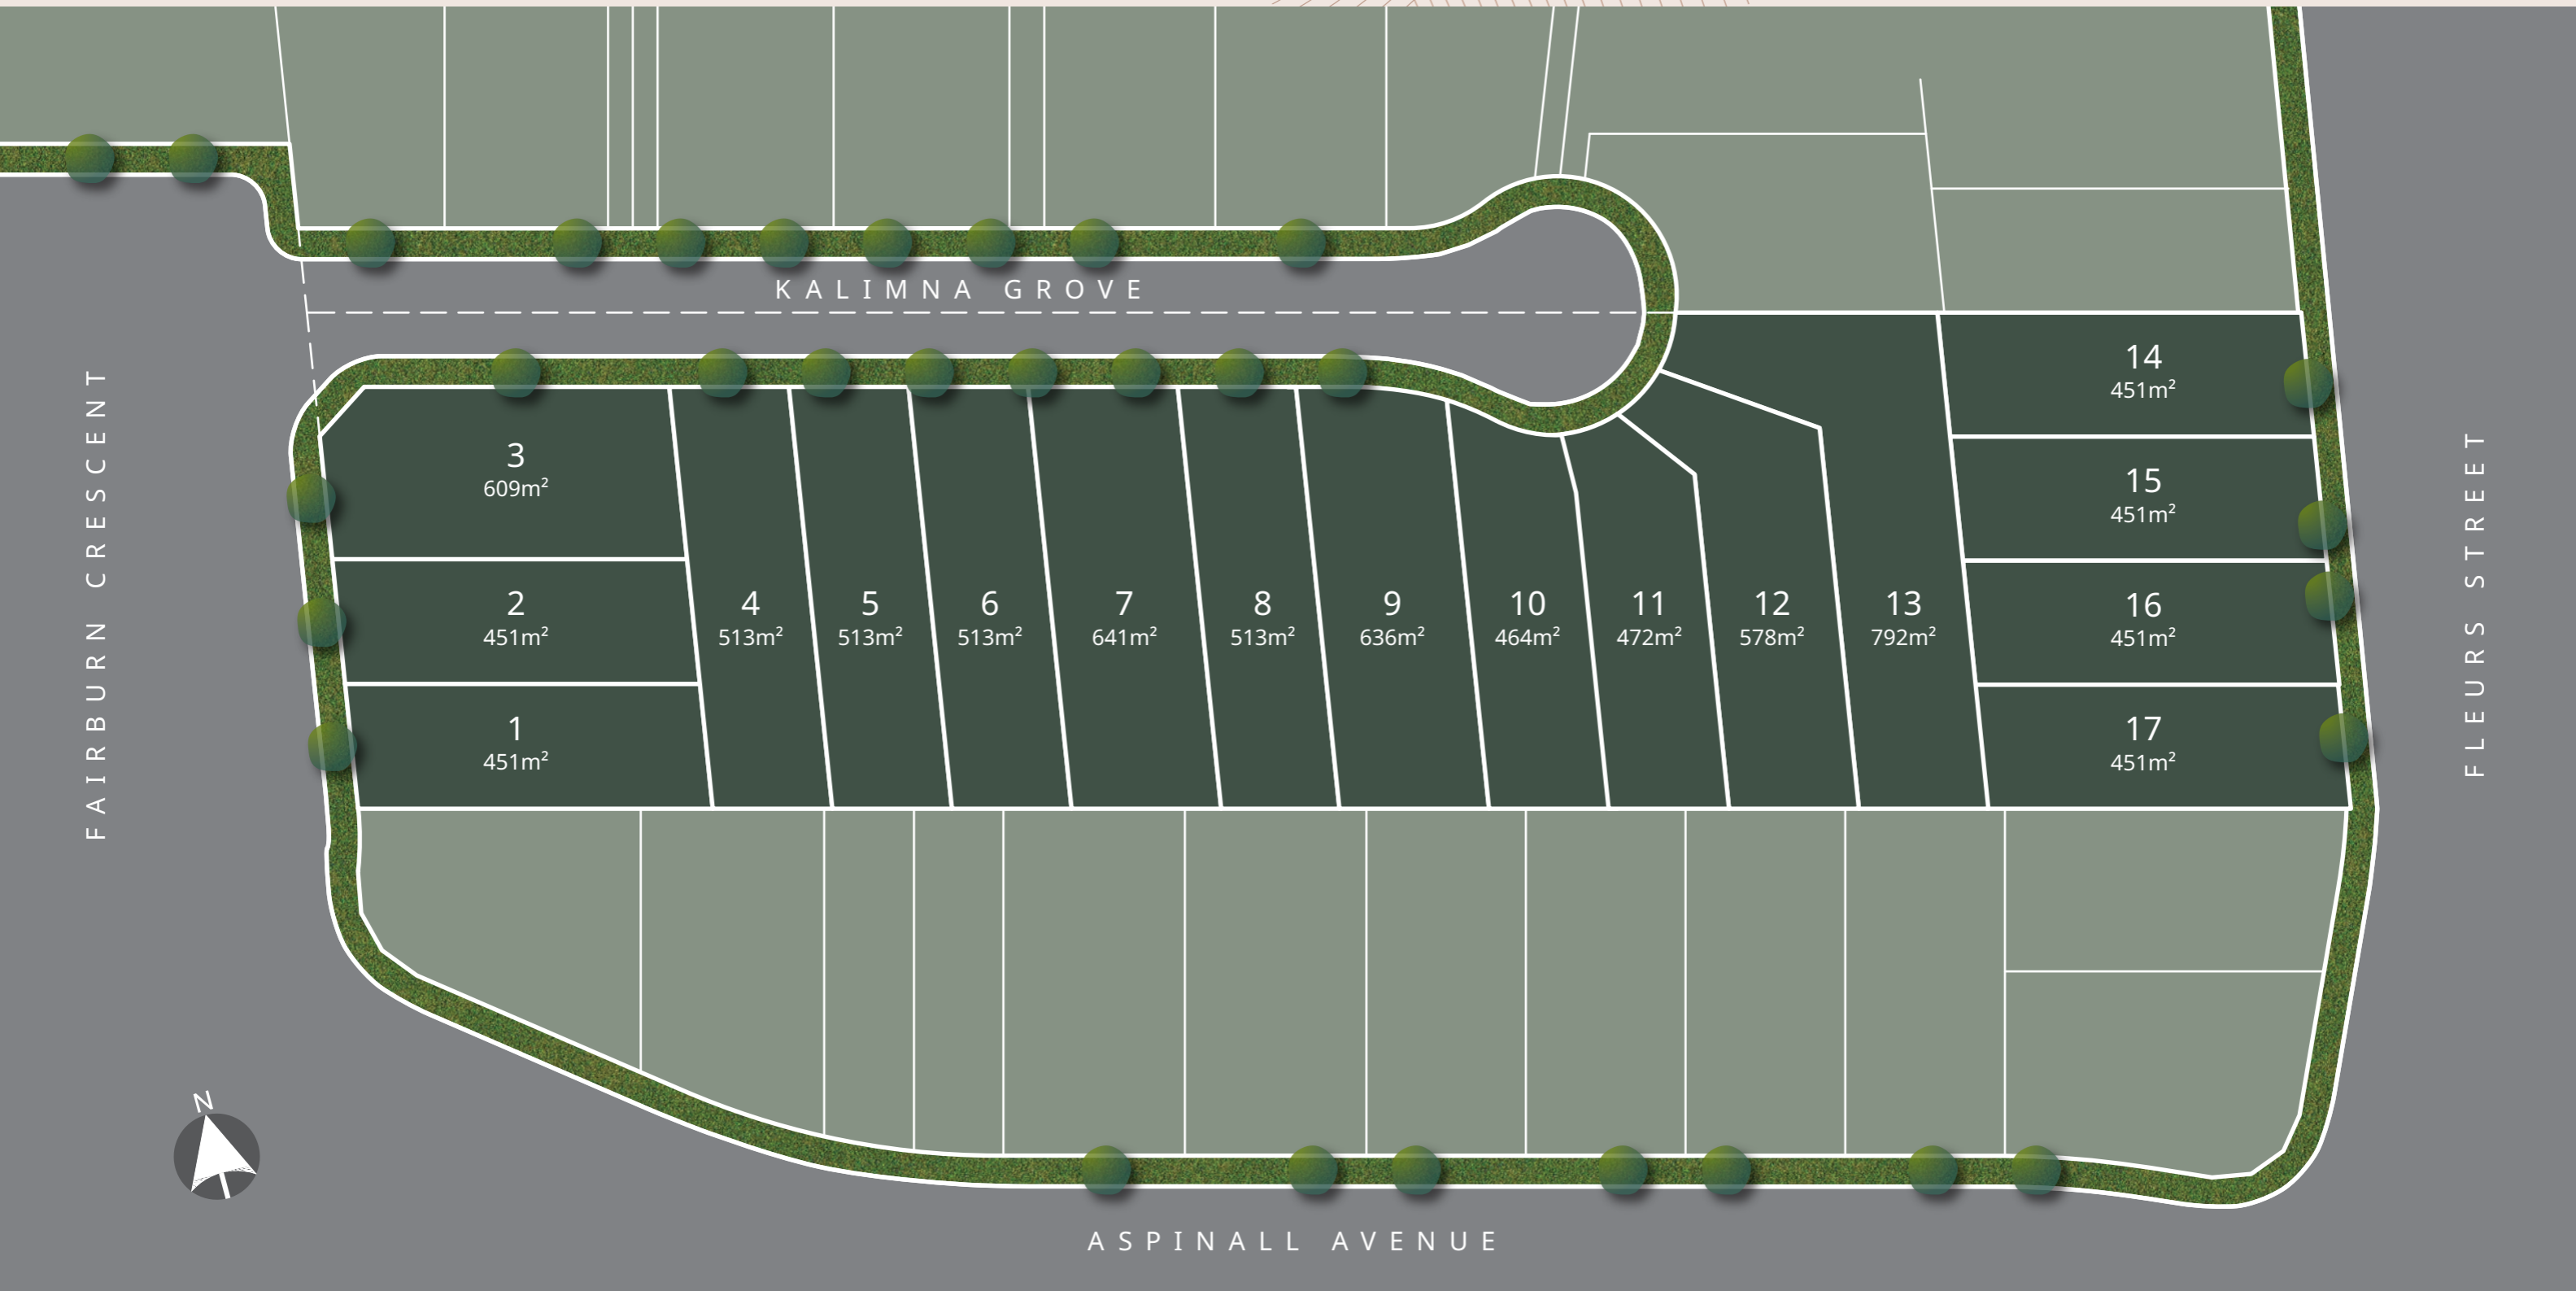 KALIMNA GROVE
FAIRBURN CRESCENT
FLEURS STREET
3
609m²
2
451m²
1
451m²
4
513m²
5
513m²
6
513m²
7
641m²
8
513m²
9
636m²
10
464m²
11
472m²
12
578m²
13
792m²
14
451m²
15
451m²
16
451m²
17
451m²
N
ASPINALL AVENUE